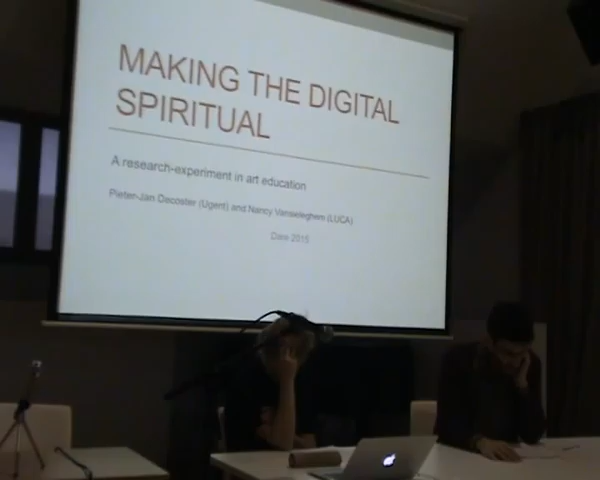 MAKING THE DIGITAL
SPIRITUAL
A research-experiment in art education
Pieter-Jan Decoster (Ugent) and Nancy Vansieleghem (LUCA)
Date 2015